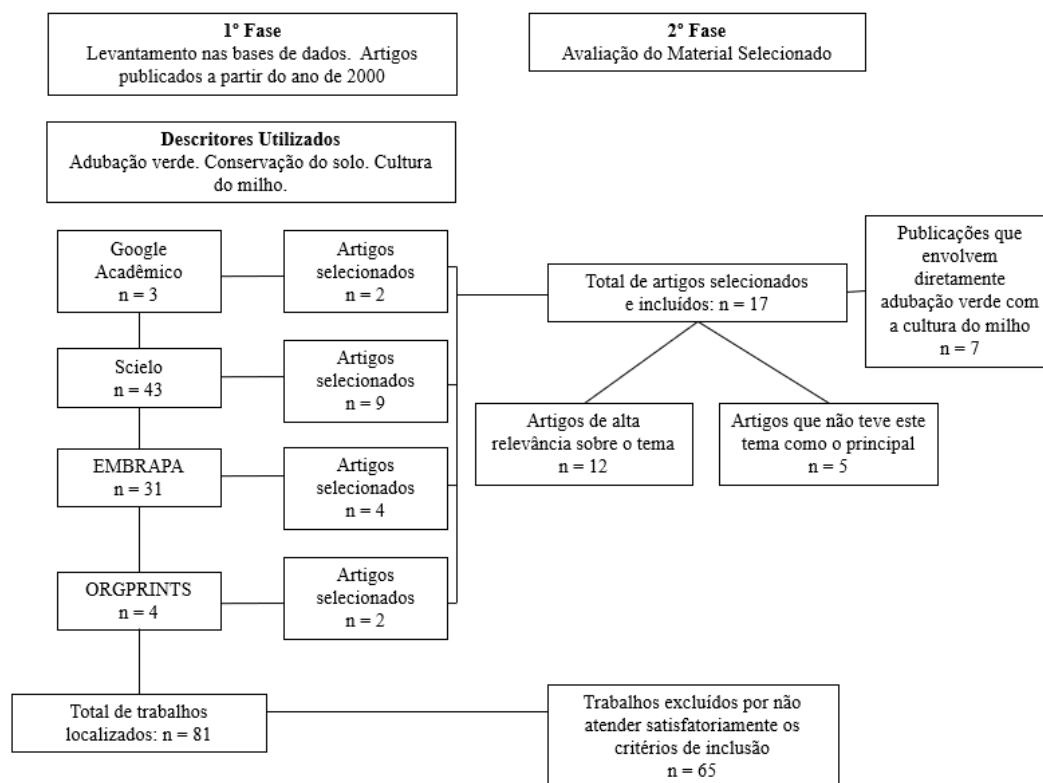 1º Fase
Levantamento nas bases de dados. Artigos
publicados a partir do ano de 2000
2º Fase
Avaliação do Material Selecionado
Descritores Utilizados
Adubação verde. Conservação do solo. Cultura
do milho.
Google
Acadêmico
n = 3
Artigos
selecionados
n = 2
Total de artigos selecionados
e incluídos: n = 17
Publicações que
envolvem
diretamente
adubação verde com
a cultura do milho
n = 7
Scielo
n = 43
Artigos
selecionados
n = 9
Artigos de alta
relevância sobre o tema
n = 12
Artigos que não teve este
tema como o principal
n = 5
EMBRAPA
n = 31
Artigos
selecionados
n = 4
ORGPRINTS
n = 4
Artigos
selecionados
n = 2
Total de trabalhos
localizados: n = 81
Trabalhos excluídos por não
atender satisfatoriamente os
critérios de inclusão
n = 65